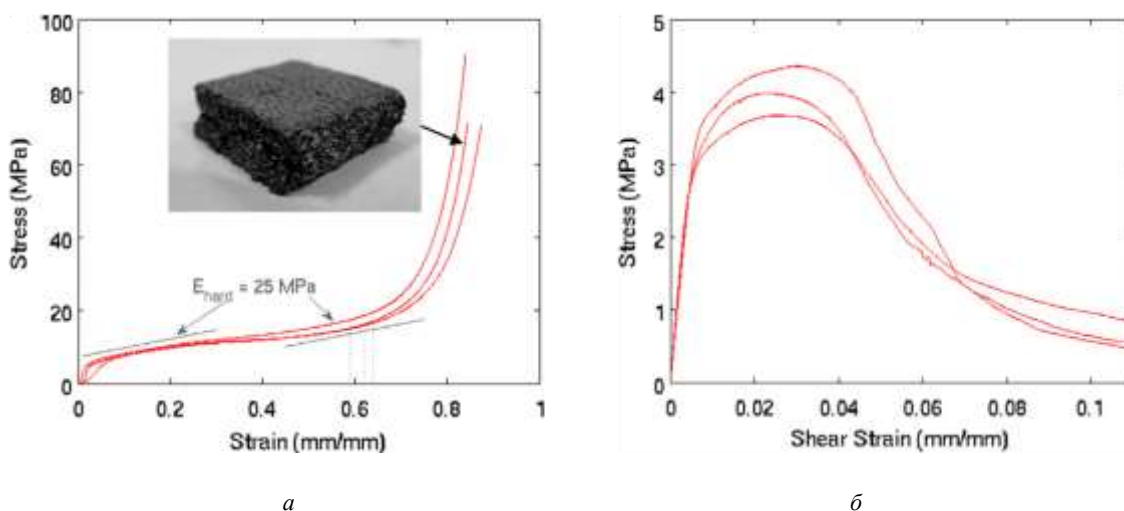 100
80
60
40
20
0
Stress (MPa)
E_hard = 25 MPa
0 0.2 0.4 0.6 0.8 1
Strain (mm/mm)
5
4
3
2
1
0
Stress (MPa)
0 0.02 0.04 0.06 0.08 0.1
Shear Strain (mm/mm)
а
б